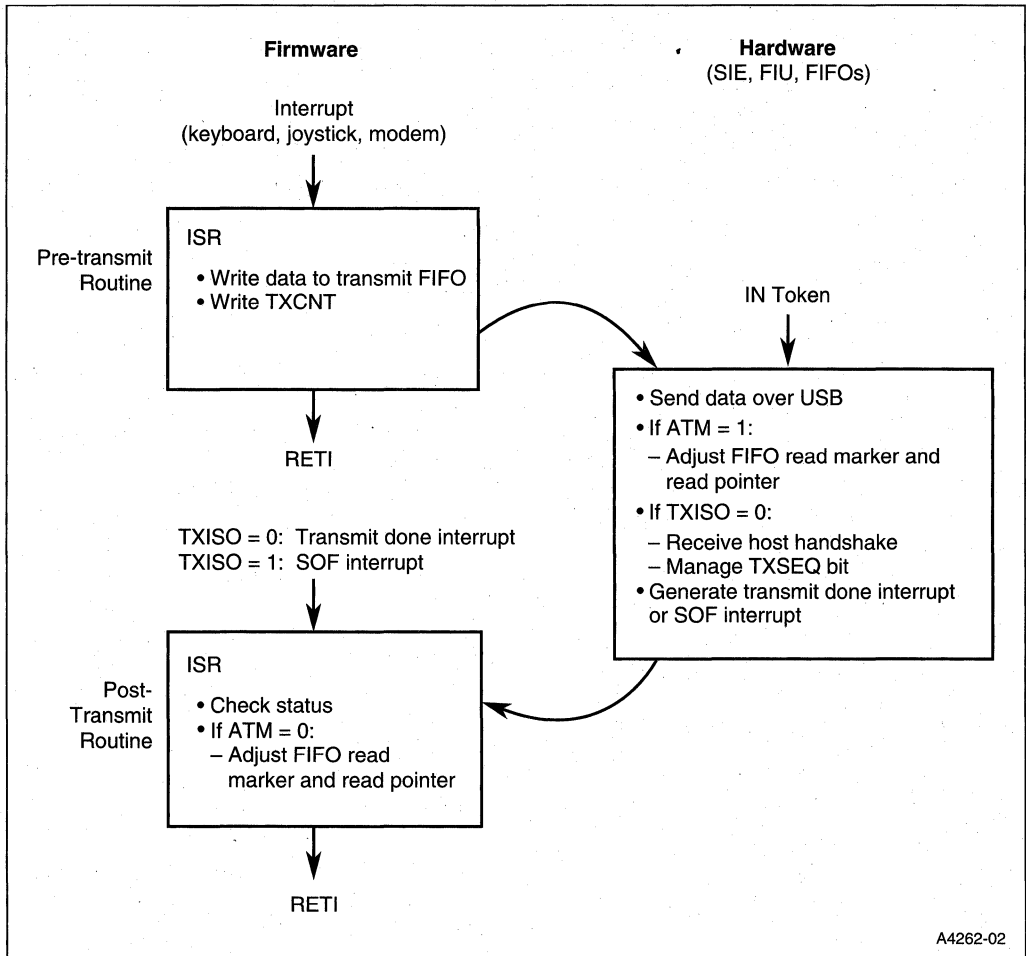 Firmware
Hardware
(SIE, FIU, FIFOs)
Interrupt
(keyboard, joystick, modem)
Pre-transmit
Routine
ISR
• Write data to transmit FIFO
• Write TXCNT
RETI
IN Token
• Send data over USB
• If ATM = 1:
– Adjust FIFO read marker and
read pointer
• If TXISO = 0:
– Receive host handshake
– Manage TXSEQ bit
• Generate transmit done interrupt
or SOF interrupt
TXISO = 0: Transmit done interrupt
TXISO = 1: SOF interrupt
Post-
Transmit
Routine
ISR
• Check status
• If ATM = 0:
– Adjust FIFO read
marker and read pointer
RETI
A4262-02